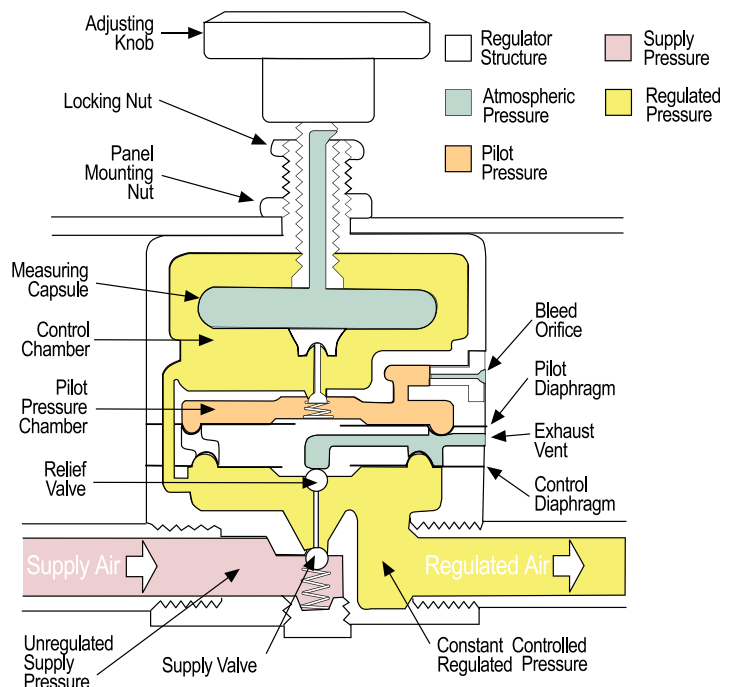 Adjusting
Knob
Locking Nut
Panel
Mounting
Nut
Measuring
Capsule
Control
Chamber
Pilot
Pressure
Chamber
Relief
Valve
Supply Air
Unregulated
Supply
Pressure
Supply Valve
Regulator
Structure
Supply
Pressure
Atmospheric
Pressure
Regulated
Pressure
Pilot
Pressure
Bleed
Orifice
Pilot
Diaphragm
Exhaust
Vent
Control
Diaphragm
Regulated Air
Constant
Regulated Controlled
Pressure